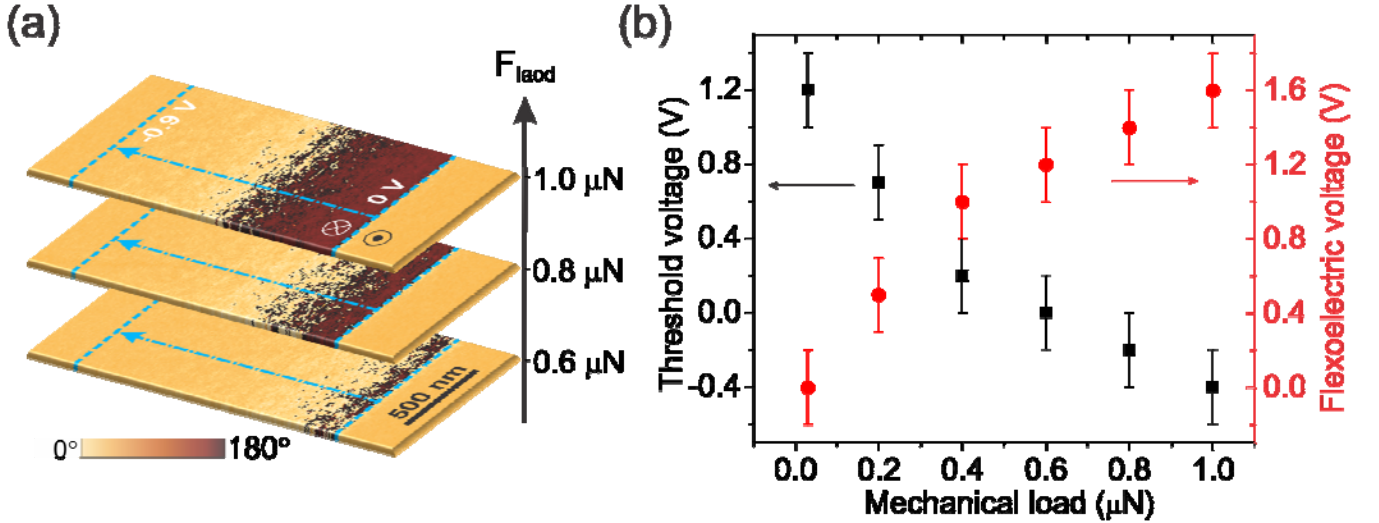 (a)
F_laod
-0.9 V
0 V
1.0 μN
0.8 μN
0.6 μN
500 nm
0° 180°
(b)
Threshold voltage (V)
1.2
0.8
0.4
0.0
-0.4
1.6
1.2
0.8
0.4
0.0
Flexoelectric voltage (V)
0.0 0.2 0.4 0.6 0.8 1.0
Mechanical load (μN)